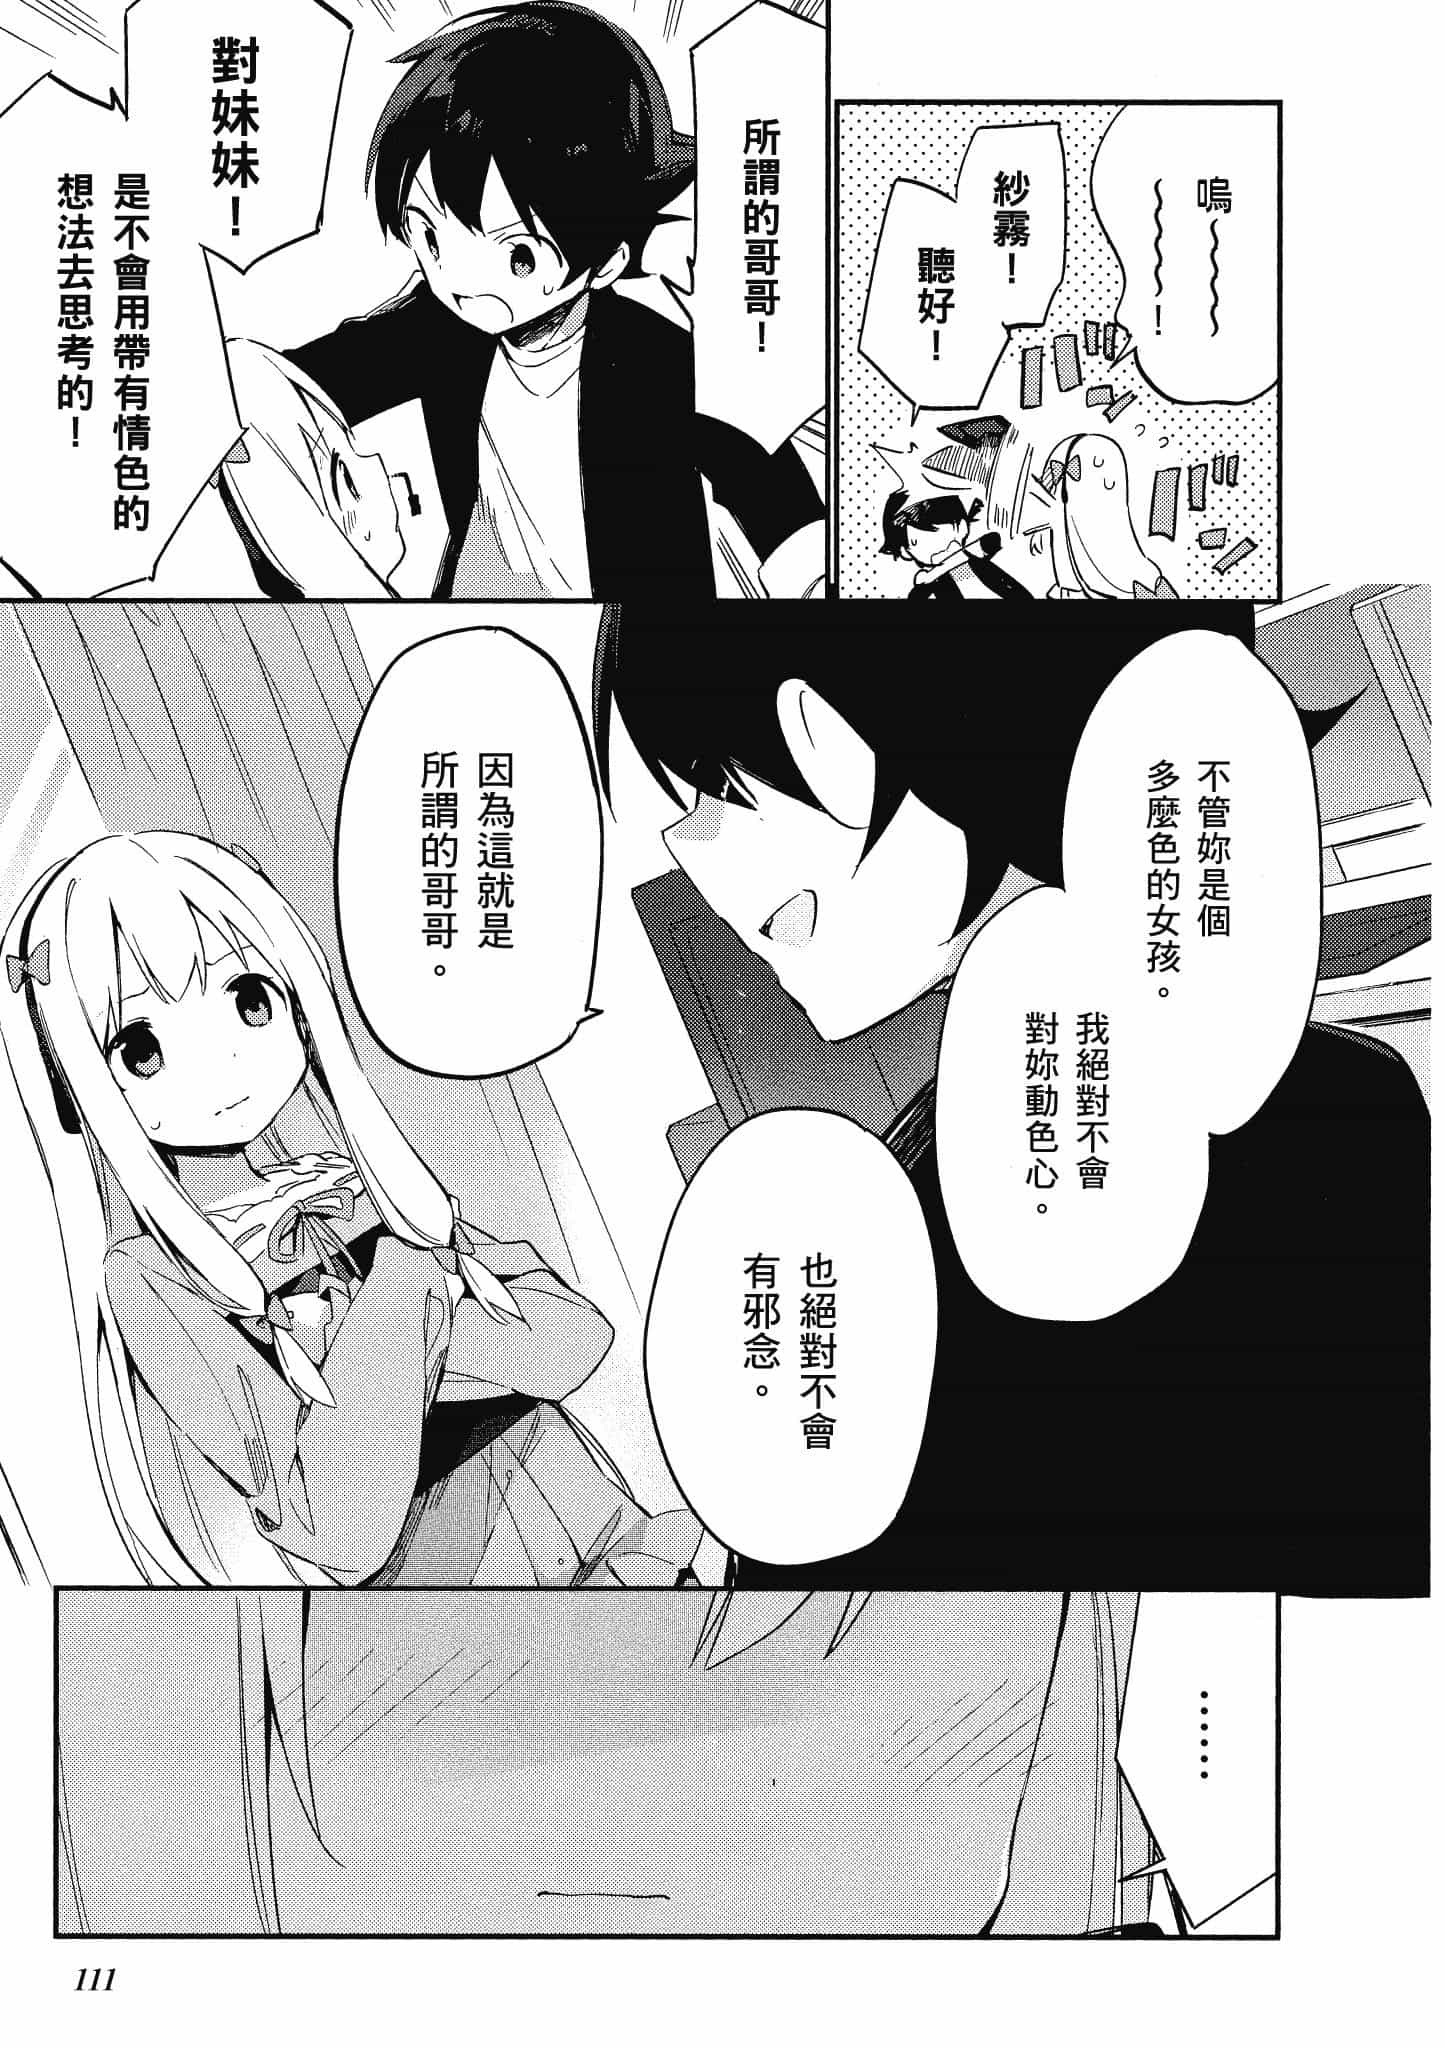 嗚～～～～！
紗霧！
聽好！
所謂的哥哥！
對妹妹！
是不會用帶有情色的
想法去思考的！
不管妳是個
多麼色的女孩。
我絕對不會
對妳動色心。
也絕對不會
有邪念。
因為這就是
所謂的哥哥。
……
111